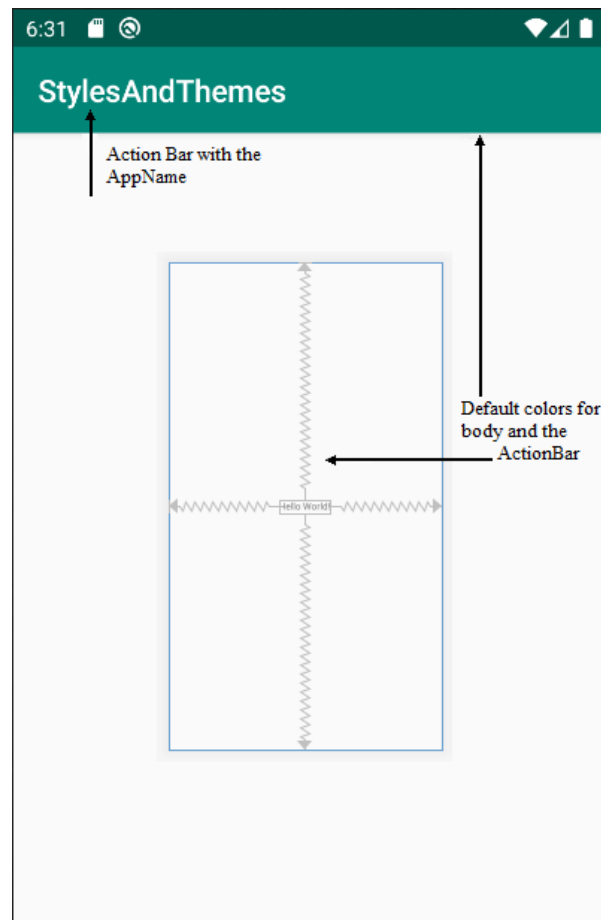 6:31
StylesAndThemes
Action Bar with the
AppName
Default colors for
body and the
ActionBar
Hello World!